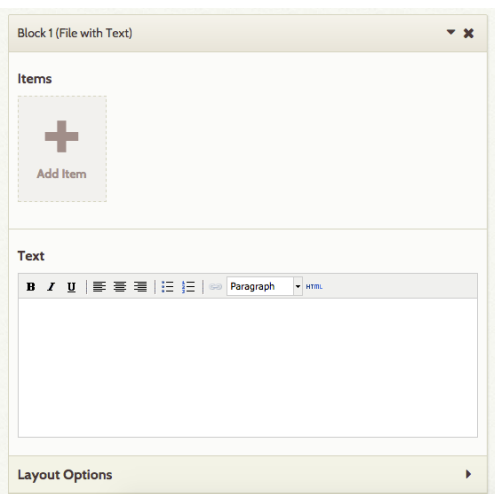 Block 1 (File with Text)
Items
Add Item
Text
B I U Paragraph HTML
Layout Options